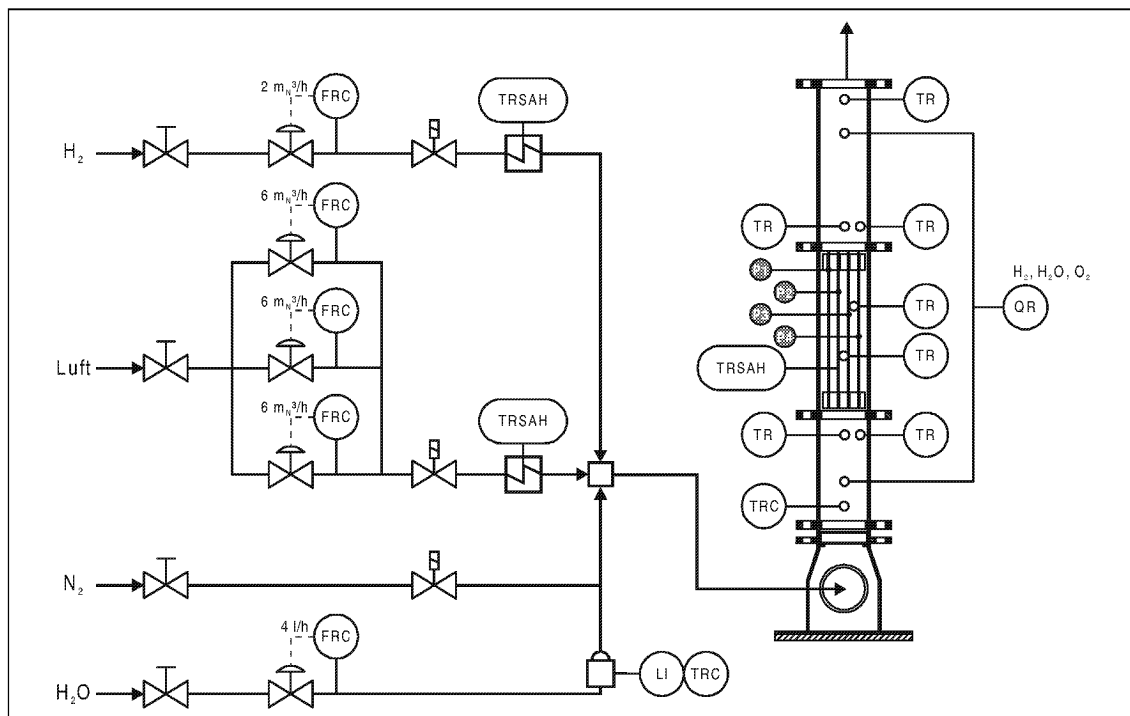 2 m_N³/h
FRC
TRSAH
TR
H₂
6 m_N³/h
FRC
TR
TR
H₂, H₂O, O₂
6 m_N³/h
FRC
TR
QR
Luft
TRSAH
TR
6 m_N³/h
FRC
TRSAH
TR
TR
TRC
N₂
4 l/h
FRC
LI
TRC
H₂O